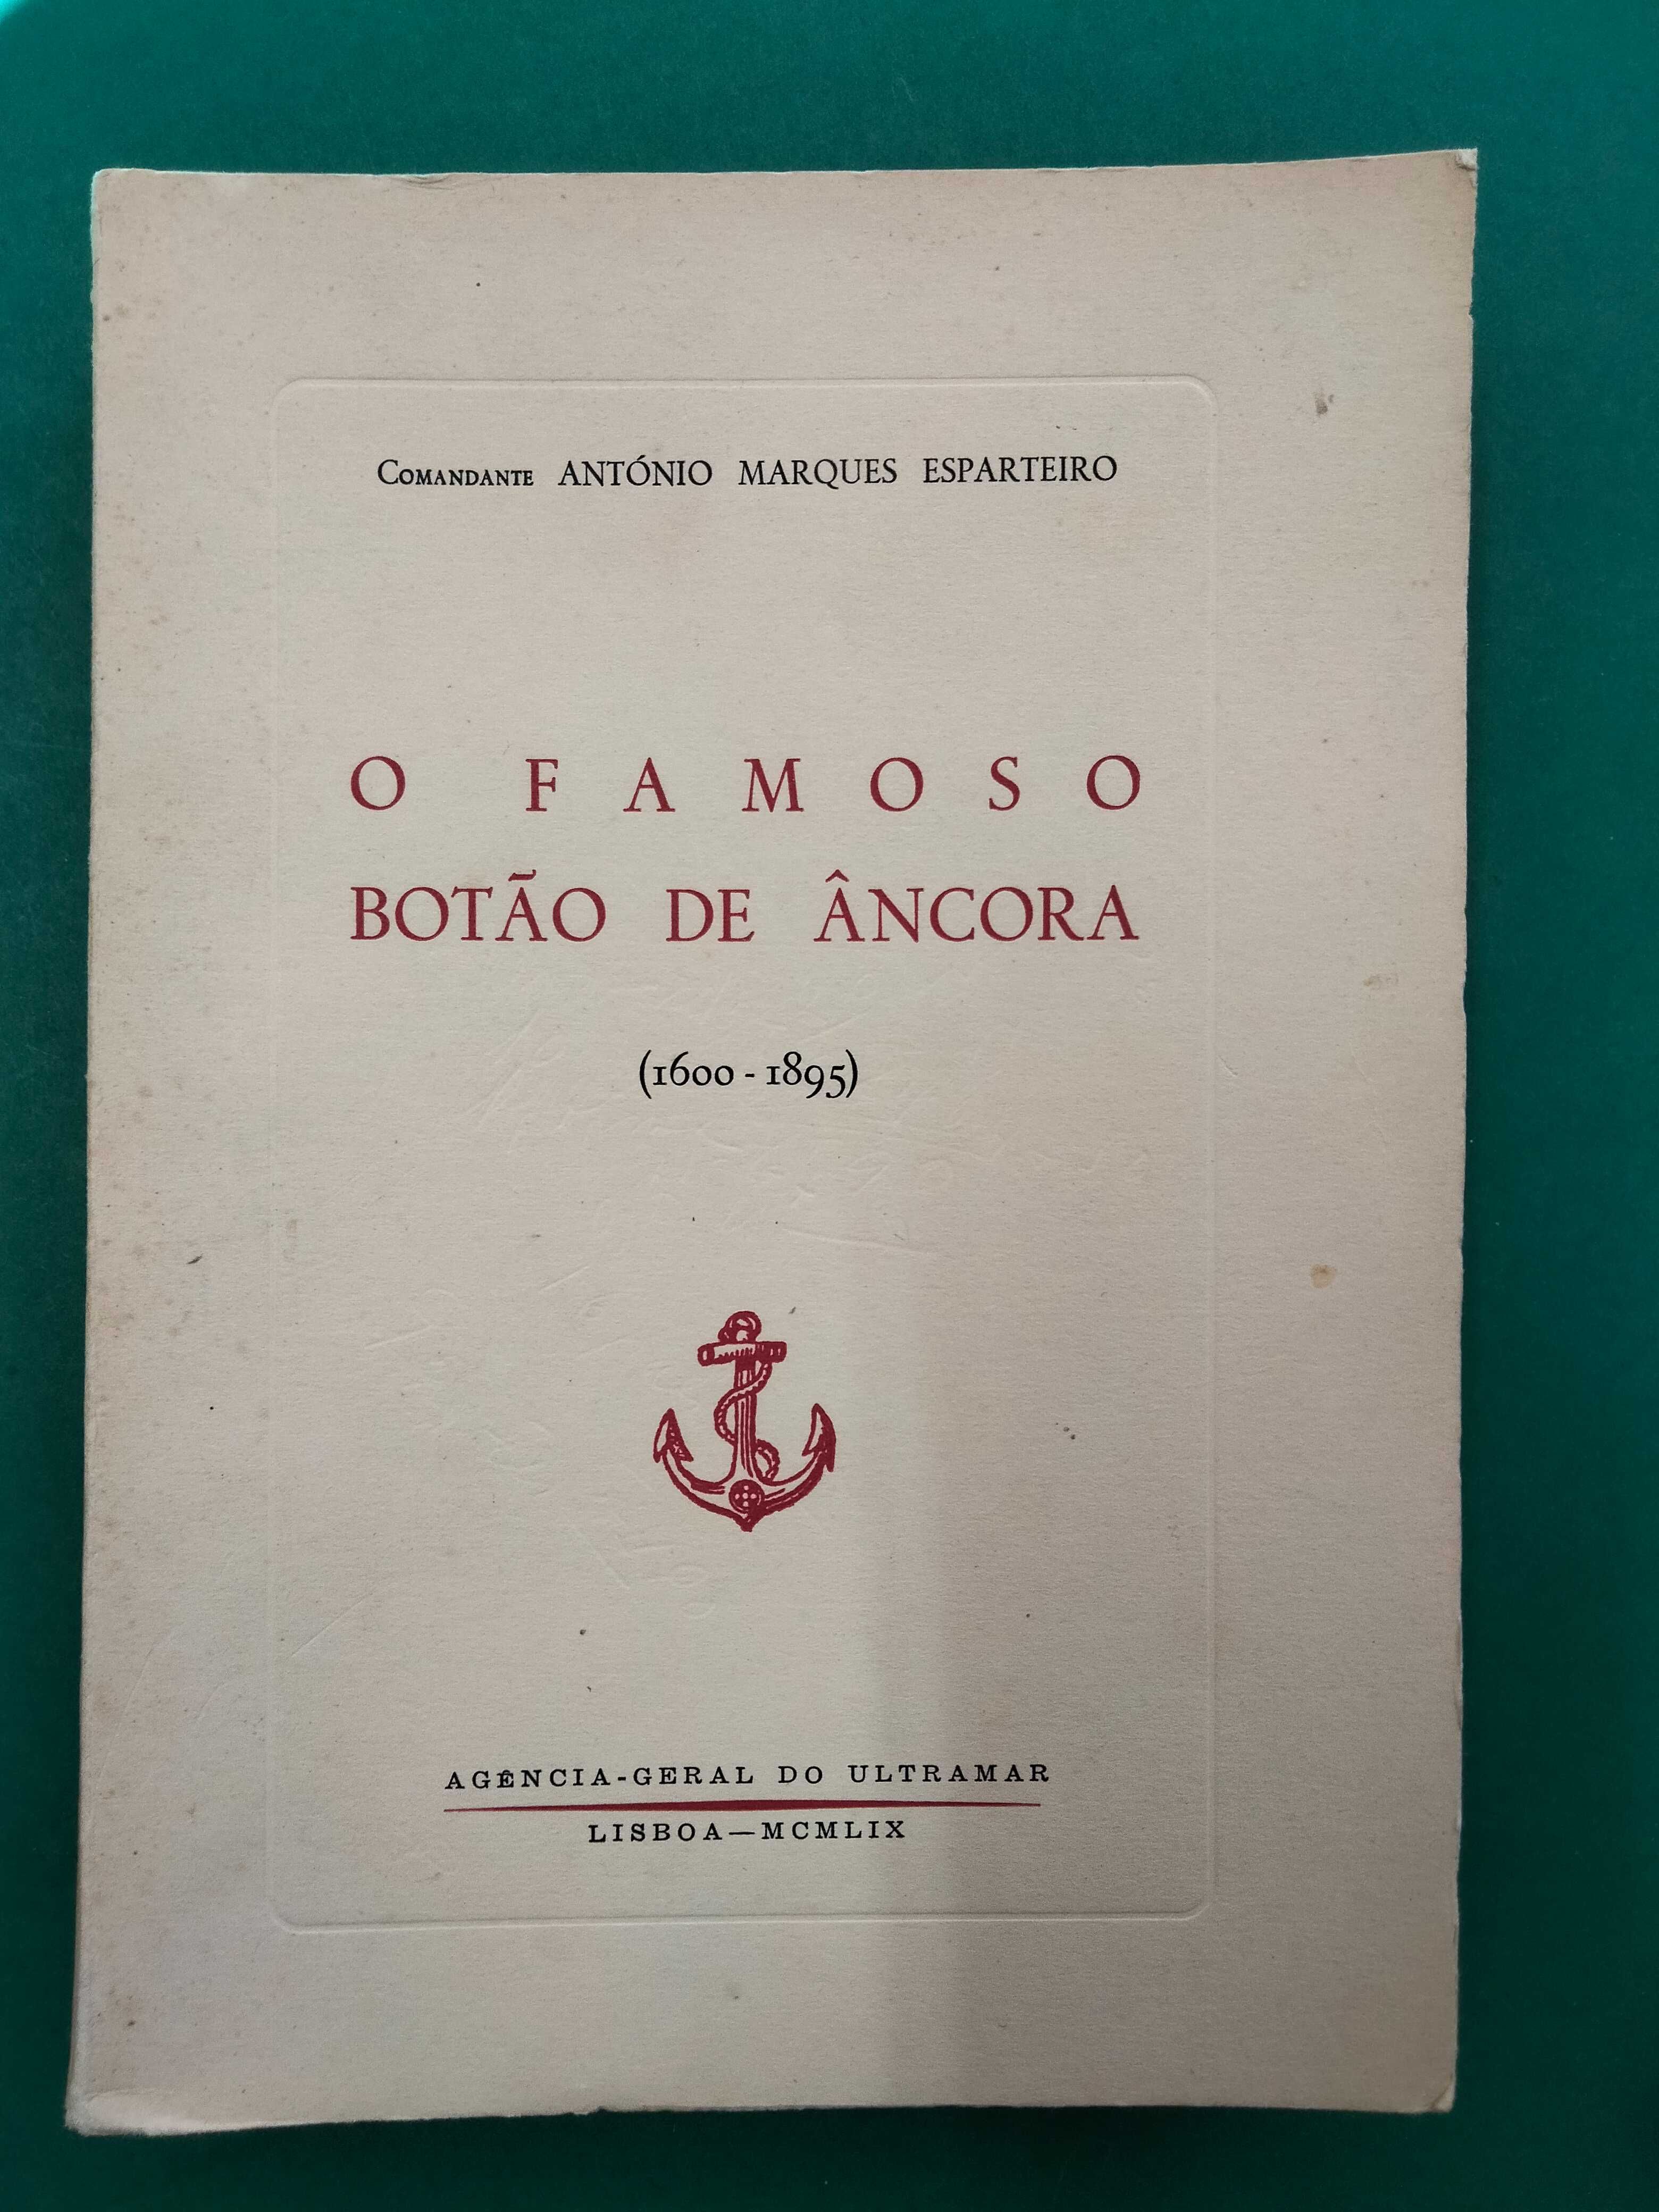 COMANDANTE ANTÓNIO MARQUES ESPARTEIRO
O FAMOSO
BOTÃO DE ÂNCORA
(1600-1895)
AGÊNCIA-GERAL DO ULTRAMAR
LISBOA—MCMLIX